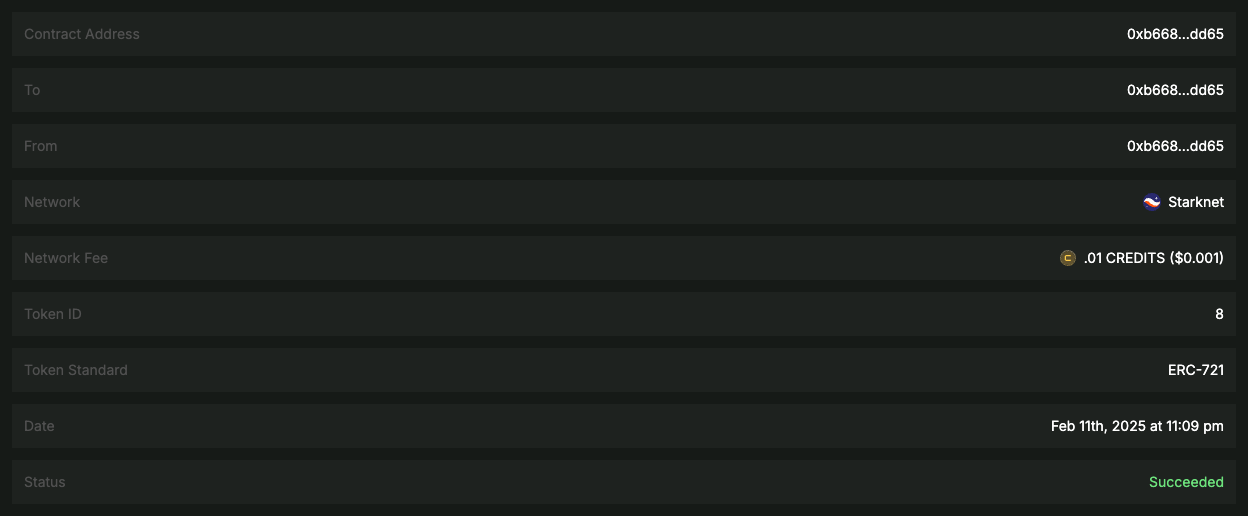 Contract Address 0xb668...dd65
To 0xb668...dd65
From 0xb668...dd65
Network Starknet
Network Fee C .01 CREDITS ($0.001)
Token ID 8
Token Standard ERC-721
Date Feb 11th, 2025 at 11:09 pm
Status Succeeded